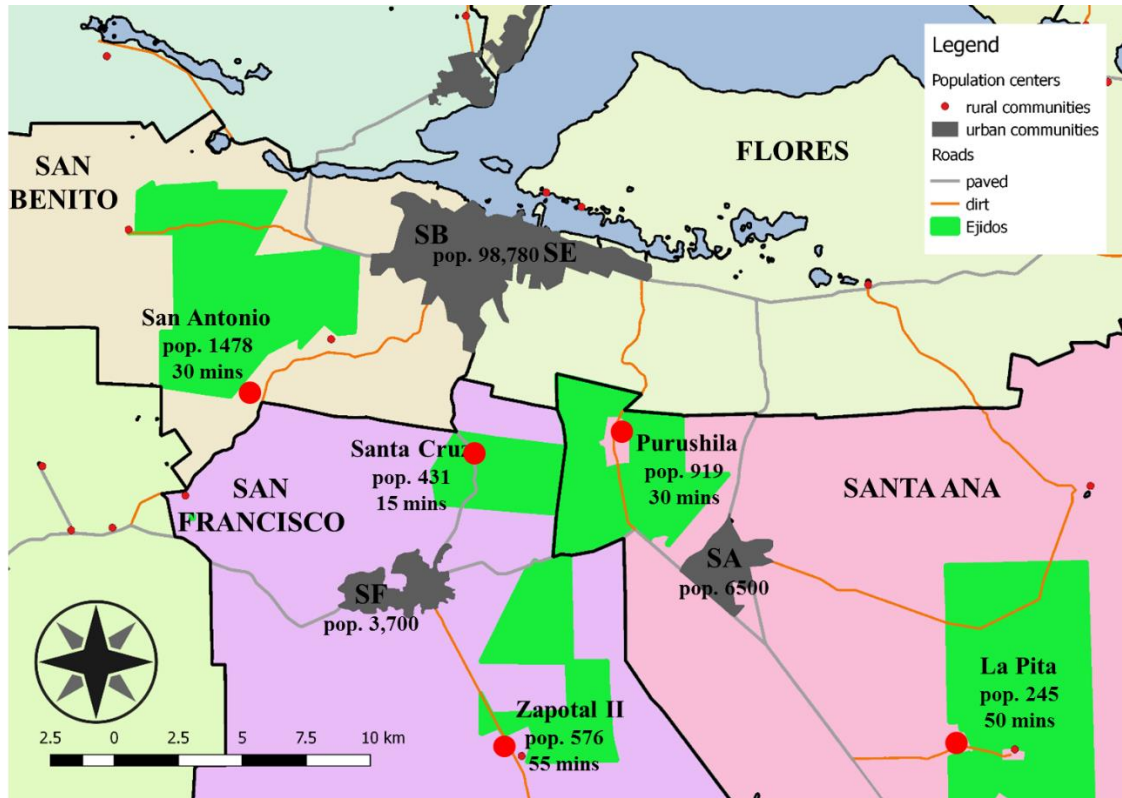 Legend
Population centers
rural communities
urban communities
Roads
paved
dirt
Ejidos
SAN
BENITO
FLORES
SB
pop. 98,780 SE
San Antonio
pop. 1478
30 mins
Santa Cruz
pop. 431
15 mins
Purushila
pop. 919
30 mins
SAN
FRANCISCO
SANTA ANA
SF
pop. 3,700
SA
pop. 6500
Zapotal II
pop. 576
55 mins
La Pita
pop. 245
50 mins
2.5 0 2.5 5 7.5 10 km